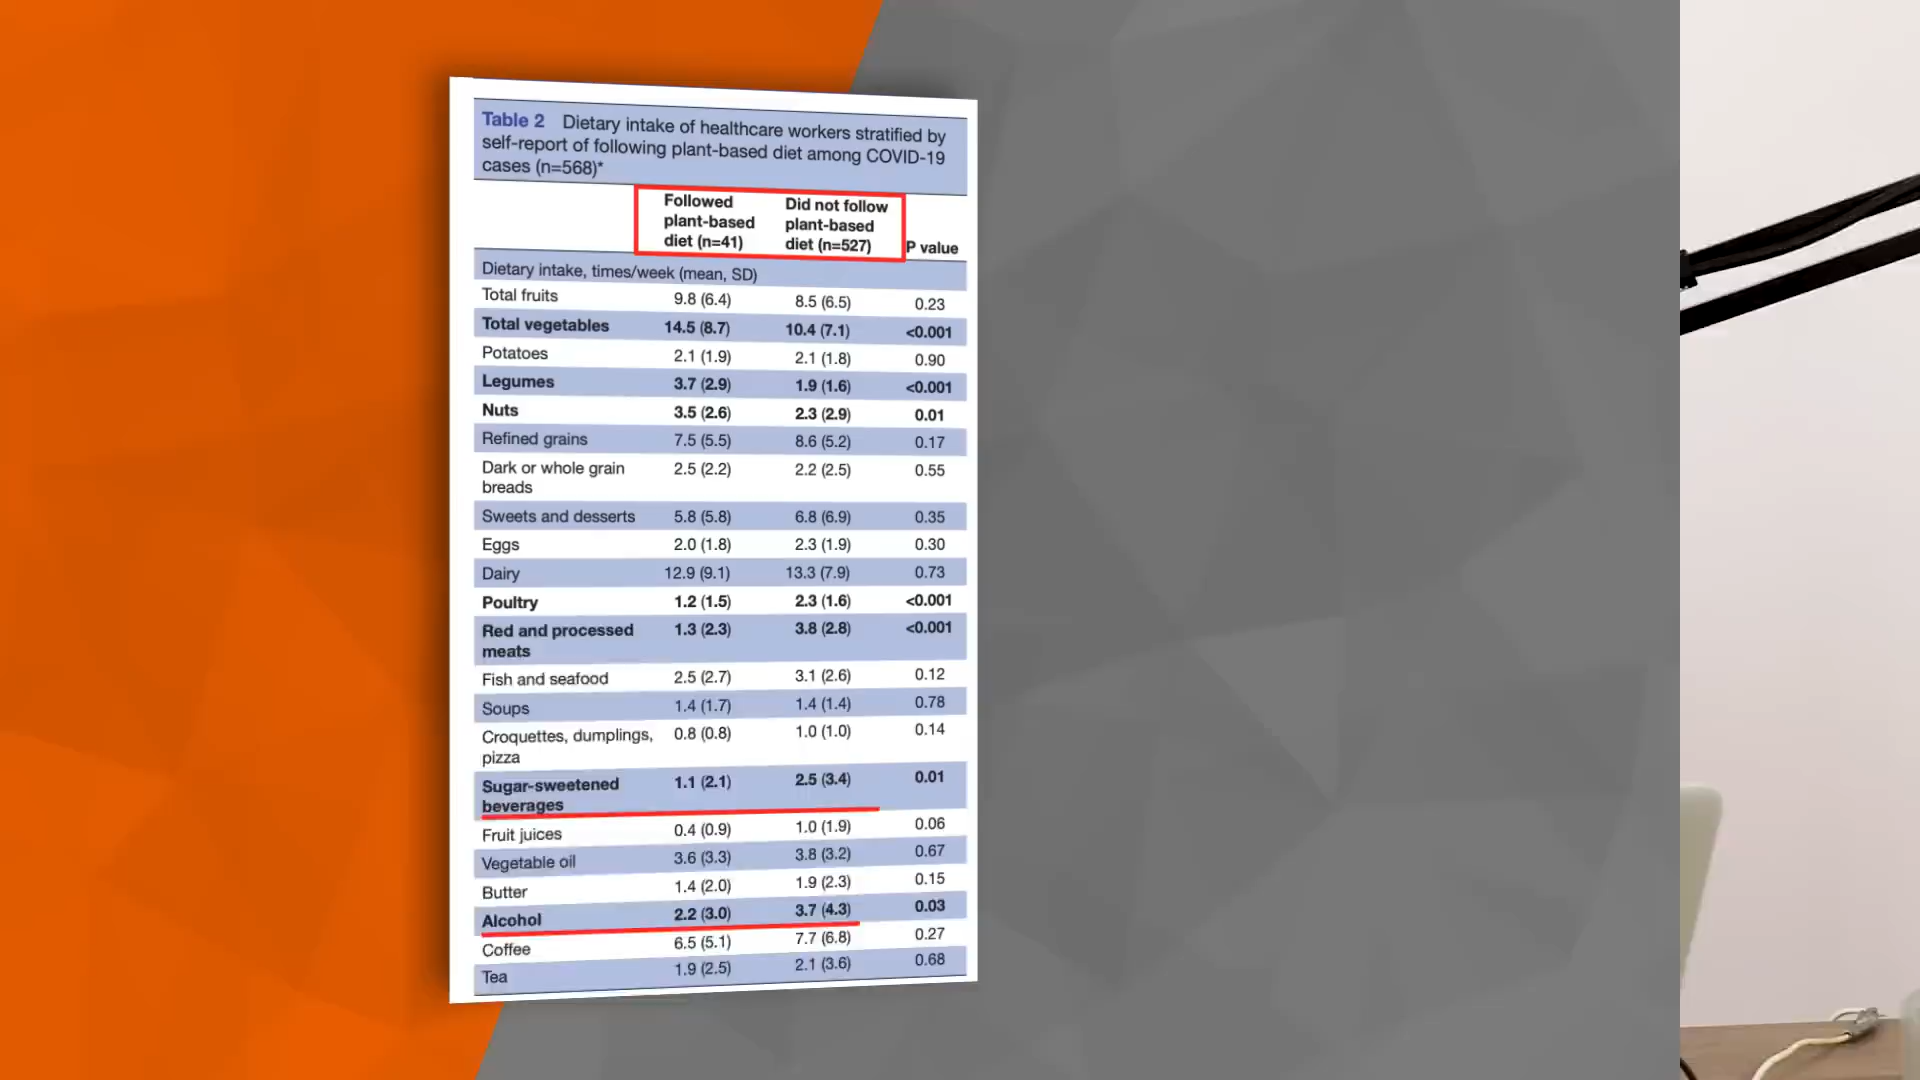 Table 2 Dietary intake of healthcare workers stratified by
self-report of following plant-based diet among COVID-19
cases (n=568)*
Followed plant-based diet (n=41) Did not follow plant-based diet (n=527) P value
Dietary intake, times/week (mean, SD)
Total fruits 9.8 (6.4) 8.5 (6.5) 0.23
Total vegetables 14.5 (8.7) 10.4 (7.1) <0.001
Potatoes 2.1 (1.9) 2.1 (1.8) 0.90
Legumes 3.7 (2.9) 1.9 (1.6) <0.001
Nuts 3.5 (2.6) 2.3 (2.9) 0.01
Refined grains 7.5 (5.5) 8.6 (5.2) 0.17
Dark or whole grain breads 2.5 (2.2) 2.2 (2.5) 0.55
Sweets and desserts 5.8 (5.8) 6.8 (6.9) 0.35
Eggs 2.0 (1.8) 2.3 (1.9) 0.30
Dairy 12.9 (9.1) 13.3 (7.9) 0.73
Poultry 1.2 (1.5) 2.3 (1.6) <0.001
Red and processed meats 1.3 (2.3) 3.8 (2.8) <0.001
Fish and seafood 2.5 (2.7) 3.1 (2.6) 0.12
Soups 1.4 (1.7) 1.4 (1.4) 0.78
Croquettes, dumplings, pizza 0.8 (0.8) 1.0 (1.0) 0.14
Sugar-sweetened beverages 1.1 (2.1) 2.5 (3.4) 0.01
Fruit juices 0.4 (0.9) 1.0 (1.9) 0.06
Vegetable oil 3.6 (3.3) 3.8 (3.2) 0.67
Butter 1.4 (2.0) 1.9 (2.3) 0.15
Alcohol 2.2 (3.0) 3.7 (4.3) 0.03
Coffee 6.5 (5.1) 7.7 (6.8) 0.27
Tea 1.9 (2.5) 2.1 (3.6) 0.68